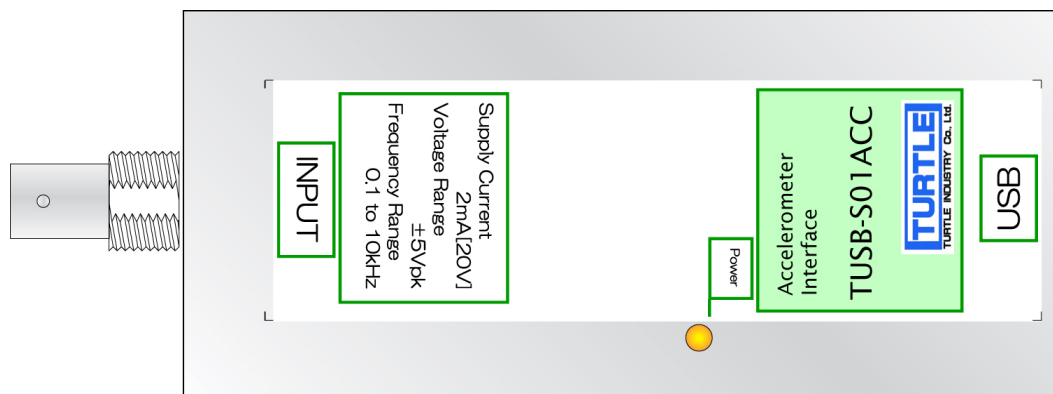 INPUT
Supply Current
2mA[20V]
Voltage Range
±5Vpk
Frequency Range
0.1 to 10kHz
Power
Accelerometer
Interface
TUSB-S01ACC
TURTLE
TURTLE INDUSTRY Co., Ltd.
USB